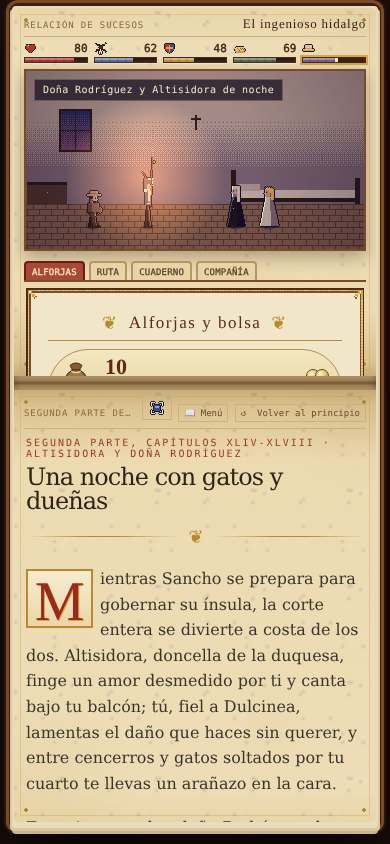 RELACIÓN DE SUCESOS
El ingenioso hidalgo
80 62 48 69
Doña Rodríguez y Altisidora de noche
ALFORJAS RUTA CUADERNO COMPAÑÍA
Alforjas y bolsa
10
SEGUNDA PARTE DE…
Menú
↺ Volver al principio
SEGUNDA PARTE, CAPÍTULOS XLIV-XLVIII ·
ALTISIDORA Y DOÑA RODRÍGUEZ
Una noche con gatos y
dueñas
Mientras Sancho se prepara para
gobernar su ínsula, la corte
entera se divierte a costa de los
dos. Altisidora, doncella de la duquesa,
finge un amor desmedido por ti y canta
bajo tu balcón; tú, fiel a Dulcinea,
lamentas el daño que haces sin querer, y
entre cencerros y gatos soltados por tu
cuarto te llevas un arañazo en la cara.